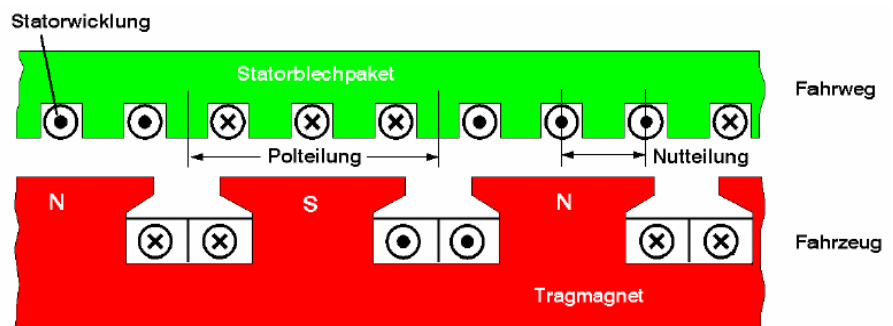 Statorwicklung
Statorblechpaket
Fahrweg
Polteilung
Nutteilung
N
S
N
Fahrzeug
Tragmagnet